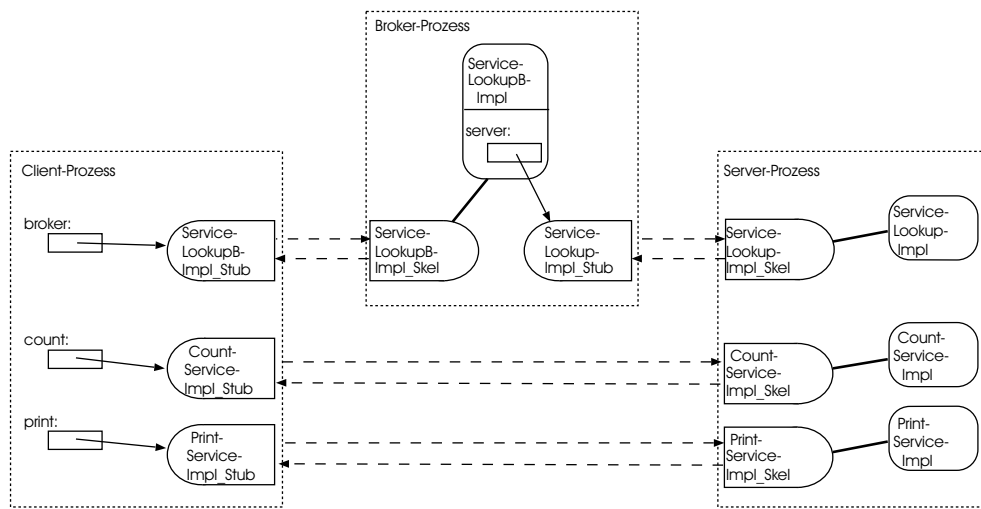 Broker-Prozess
Service-
LookupB-
Impl
server:
Client-Prozess
broker:
Service-
LookupB-
Impl_Stub
Service-
LookupB-
Impl_Skel
Service-
Lookup-
Impl_Stub
Server-Prozess
Service-
Lookup-
Impl_Skel
Service-
Lookup-
Impl
count:
Count-
Service-
Impl_Stub
Count-
Service-
Impl_Skel
Count-
Service-
Impl
print:
Print-
Service-
Impl_Stub
Print-
Service-
Impl_Skel
Print-
Service-
Impl